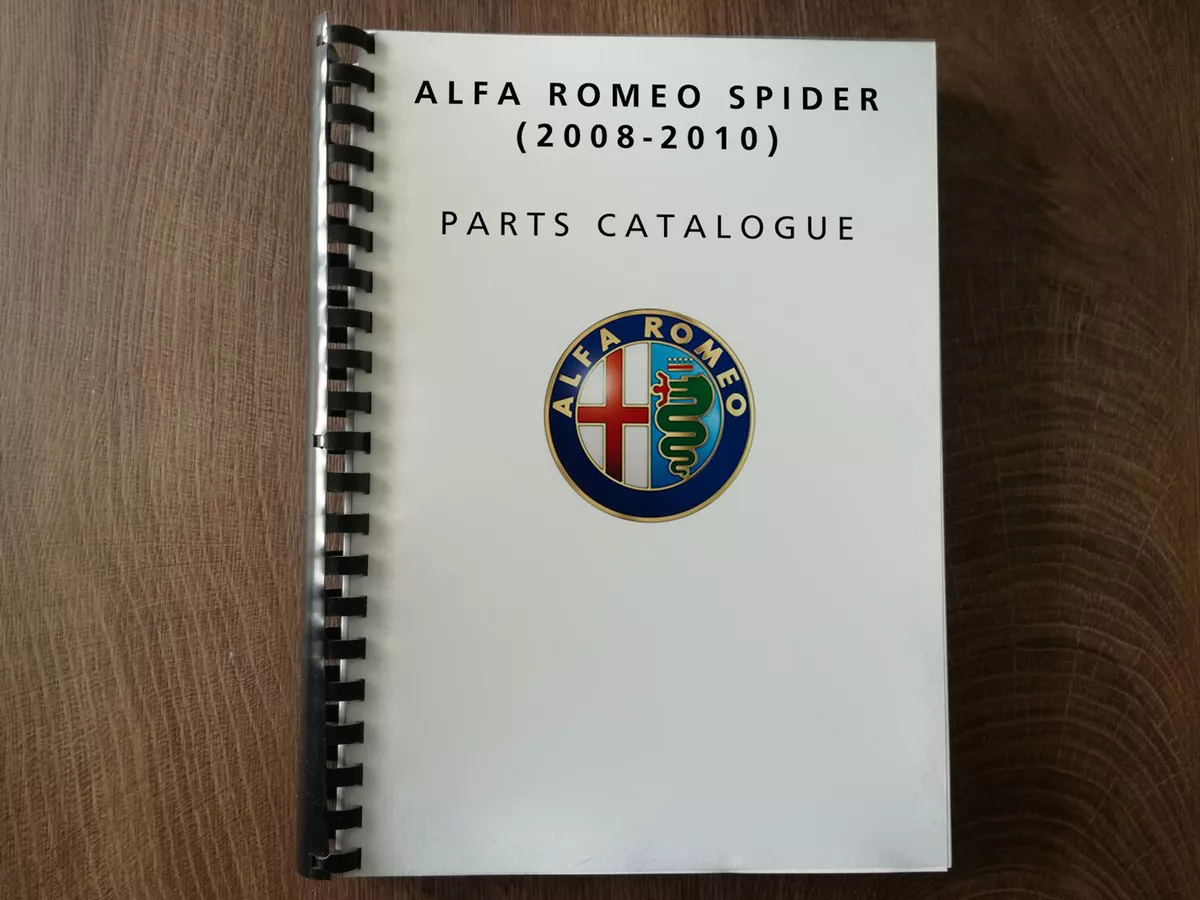 ALFA ROMEO SPIDER
(2008-2010)
PARTS CATALOGUE
ALFA ROMEO